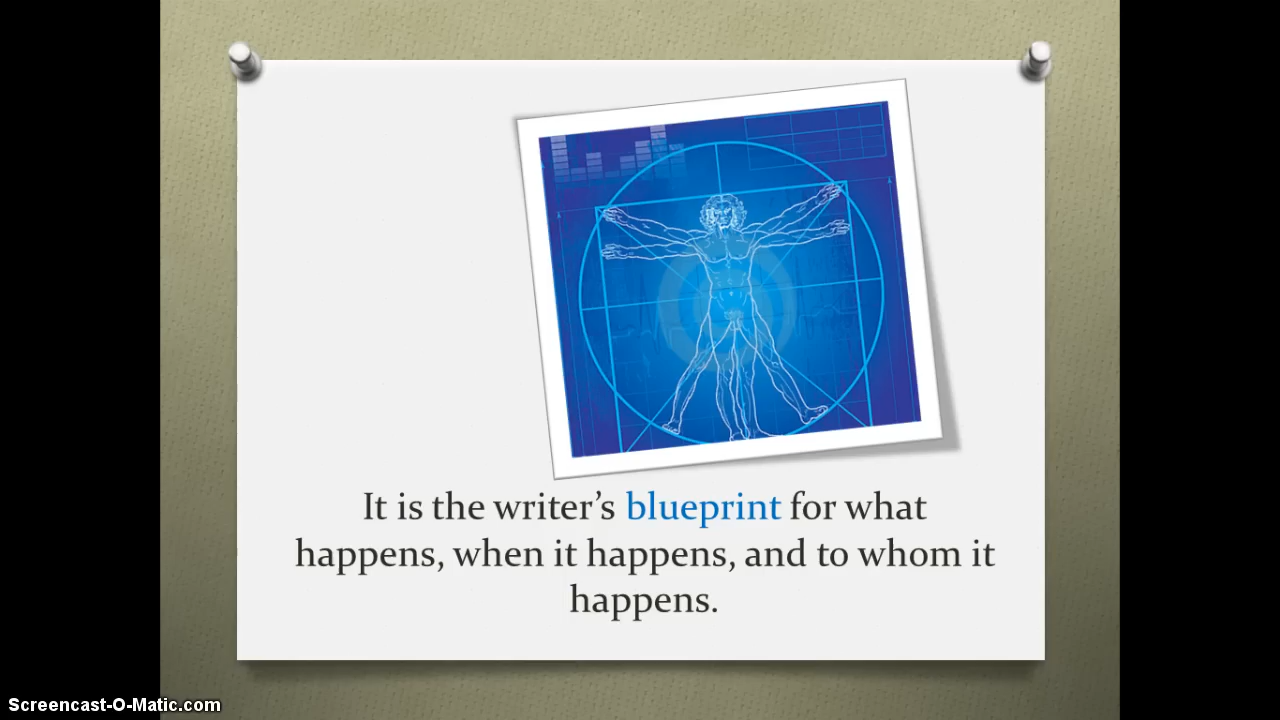 It is the writer’s blueprint for what
happens, when it happens, and to whom it
happens.
Screencast-O-Matic.com